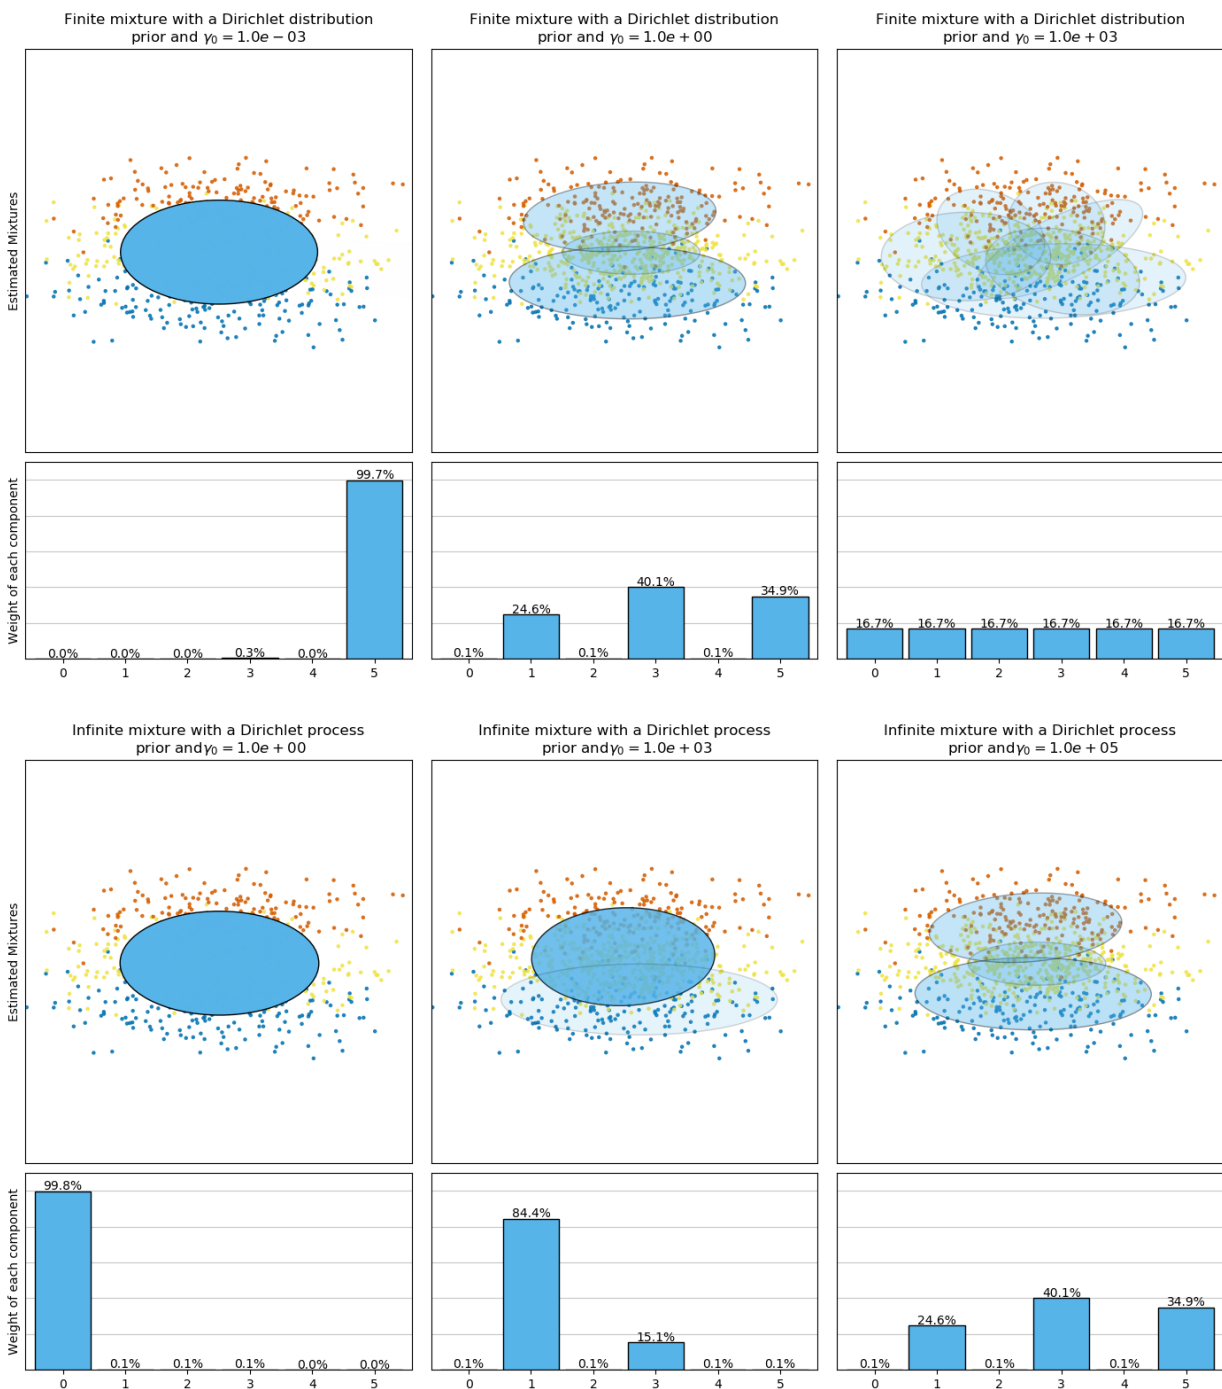 Finite mixture with a Dirichlet distribution
prior and γ₀ = 1.0e − 03
Finite mixture with a Dirichlet distribution
prior and γ₀ = 1.0e + 00
Finite mixture with a Dirichlet distribution
prior and γ₀ = 1.0e + 03
Estimated Mixtures
Weight of each component
0.0% 0.0% 0.0% 0.3% 0.0% 99.7%
0 1 2 3 4 5
0.1% 24.6% 0.1% 40.1% 0.1% 34.9%
0 1 2 3 4 5
16.7% 16.7% 16.7% 16.7% 16.7% 16.7%
0 1 2 3 4 5
Infinite mixture with a Dirichlet process
prior andγ₀ = 1.0e + 00
Infinite mixture with a Dirichlet process
prior andγ₀ = 1.0e + 03
Infinite mixture with a Dirichlet process
prior andγ₀ = 1.0e + 05
Estimated Mixtures
Weight of each component
99.8% 0.1% 0.1% 0.1% 0.0% 0.0%
0 1 2 3 4 5
0.1% 84.4% 0.1% 15.1% 0.1% 0.1%
0 1 2 3 4 5
0.1% 24.6% 0.1% 40.1% 0.1% 34.9%
0 1 2 3 4 5